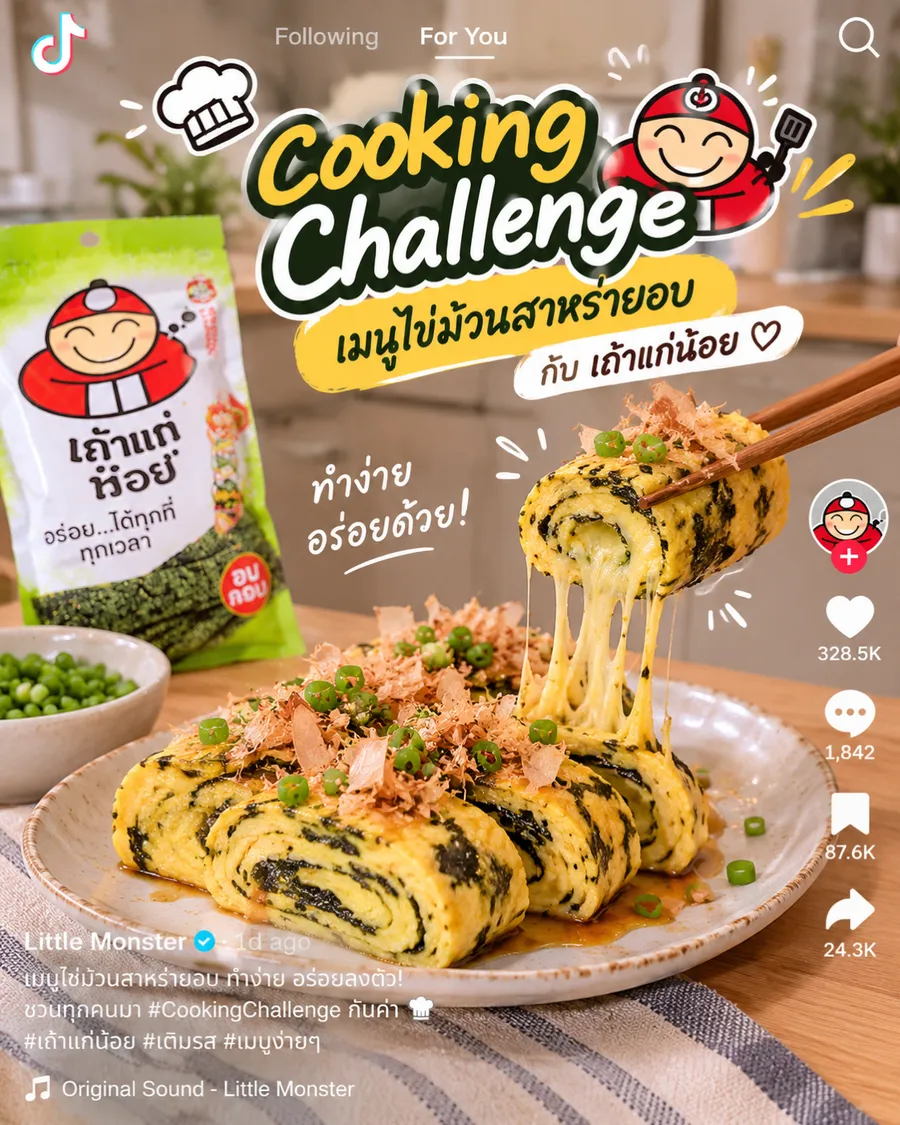 Following For You
Cooking
Challenge
เมนูไข่ม้วนสาหร่ายอบ
กับ เถ้าแก่น้อย
ทำง่าย
อร่อยด้วย!
เถ้าแก่
อร่อย...ได้ทุกที่
ทุกเวลา
อบ
กอบ
328.5K
1,842
87.6K
24.3K
Little Monster · 1d ago
เมนูไข่ม้วนสาหร่ายอบ ทำง่าย อร่อยลงตัว!
ชวนทุกคนมา #CookingChallenge กันค่า
#เถ้าแก่น้อย #เติมรส #เมนูง่ายๆ
Original Sound - Little Monster